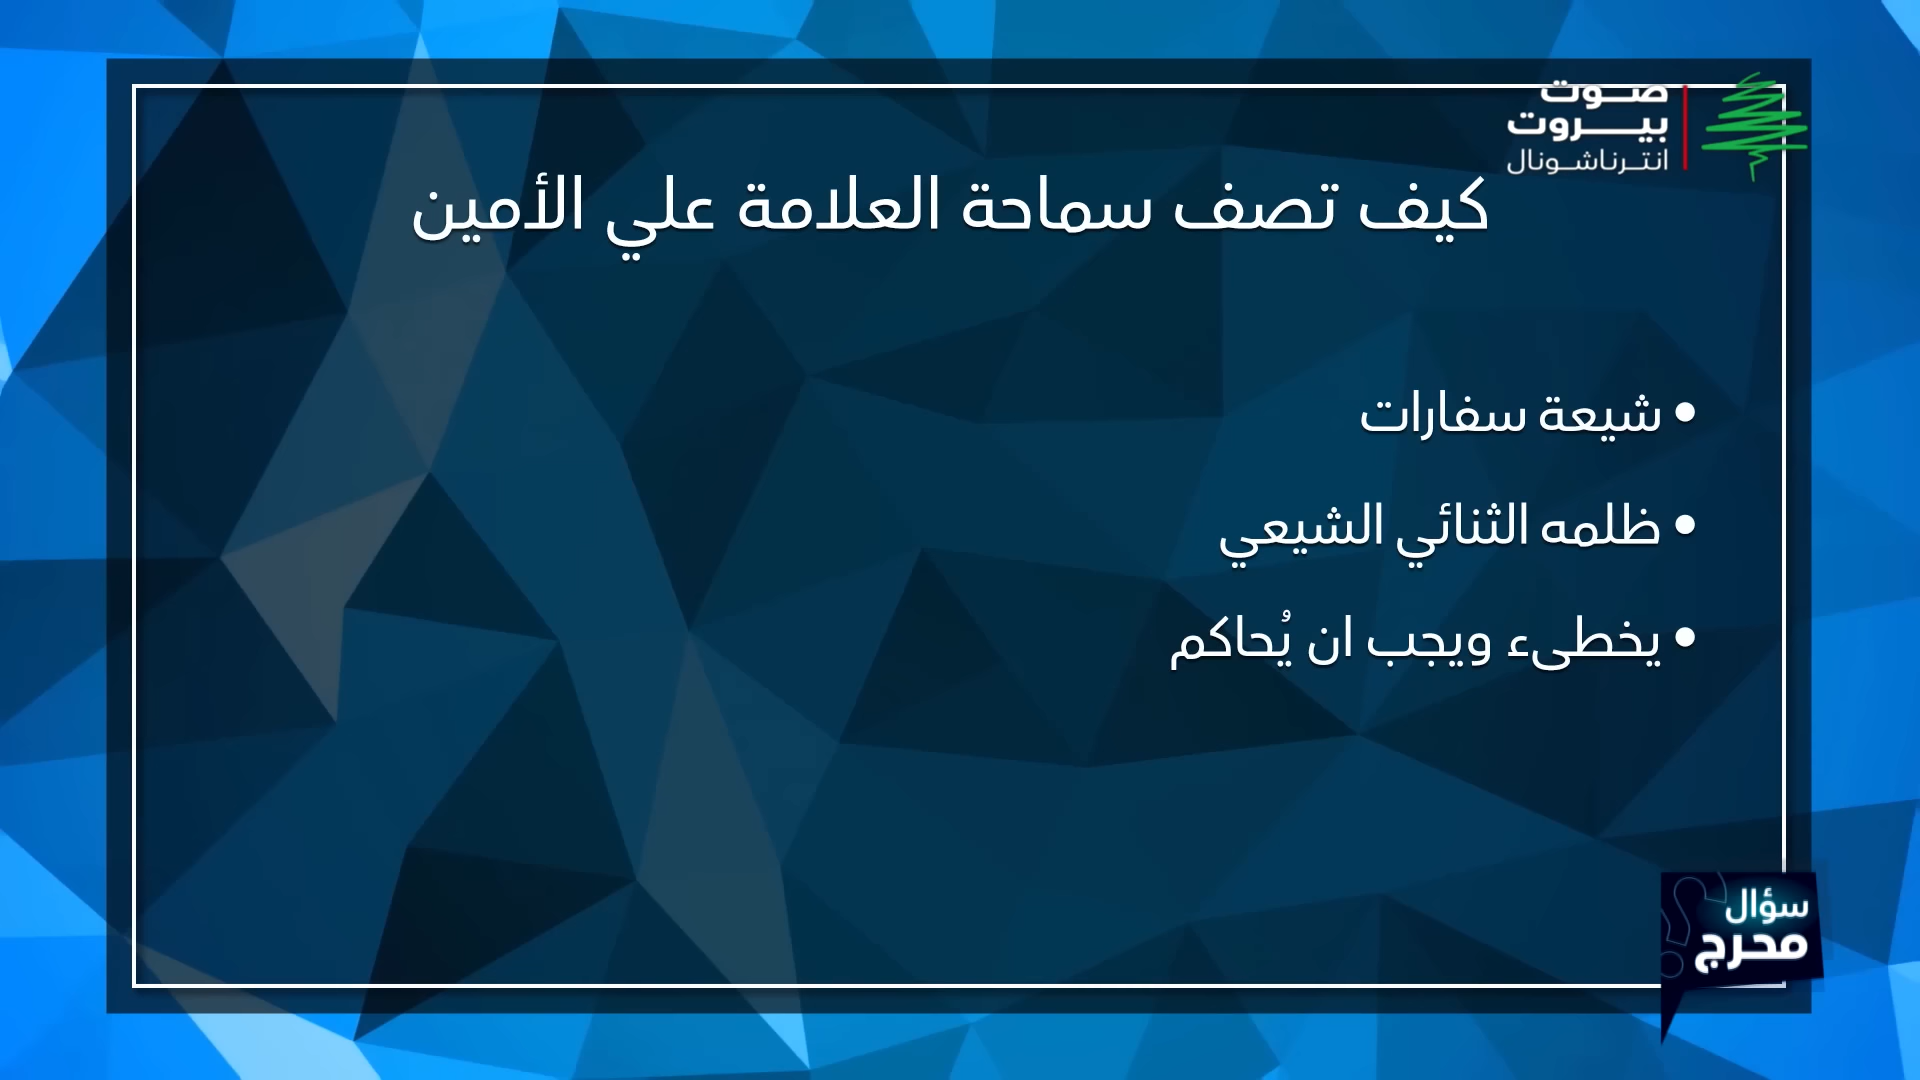 صوت
بيروت
انترناشونال
كيف تصف سماحة العلامة علي الأمين
• شيعة سفارات
• ظلمه الثنائي الشيعي
• يخطىء ويجب ان يُحاكم
سؤال
محرج